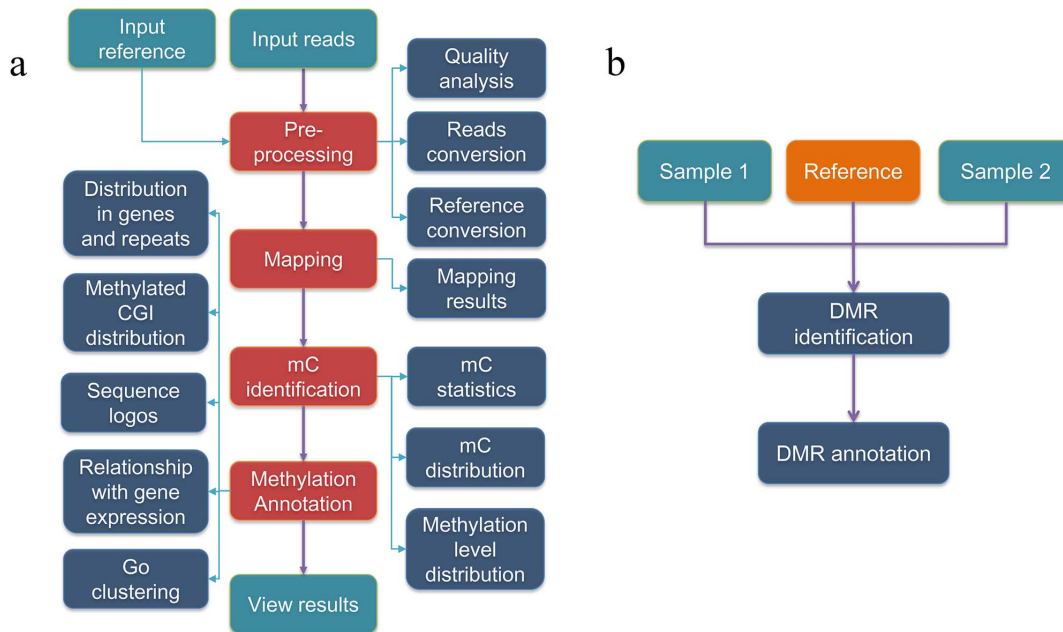 a
Input
reference
Input reads
Quality
analysis
Pre-
processing
Reads
conversion
Reference
conversion
Distribution
in genes
and repeats
Mapping
Mapping
results
Methylated
CGI
distribution
mC
identification
mC
statistics
Sequence
logos
mC
distribution
Relationship
with gene
expression
Methylation
Annotation
Methylation
level
distribution
Go
clustering
View results
b
Sample 1
Reference
Sample 2
DMR
identification
DMR annotation